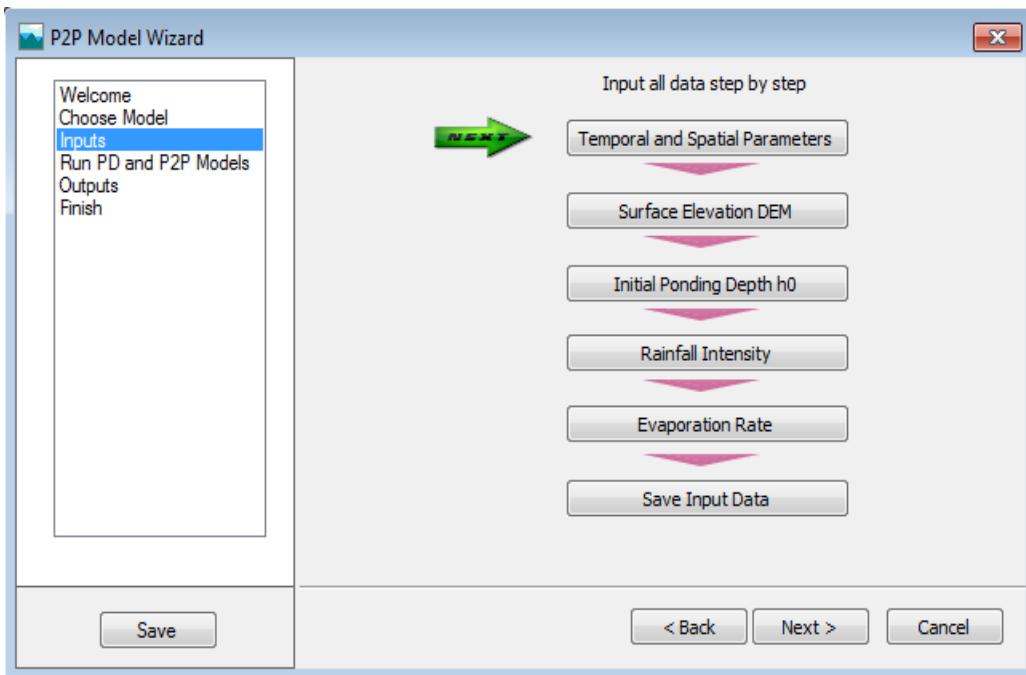 P2P Model Wizard
Welcome
Choose Model
Inputs
Run PD and P2P Models
Outputs
Finish
Input all data step by step
NEXT
Temporal and Spatial Parameters
Surface Elevation DEM
Initial Ponding Depth h0
Rainfall Intensity
Evaporation Rate
Save Input Data
Save
< Back
Next >
Cancel